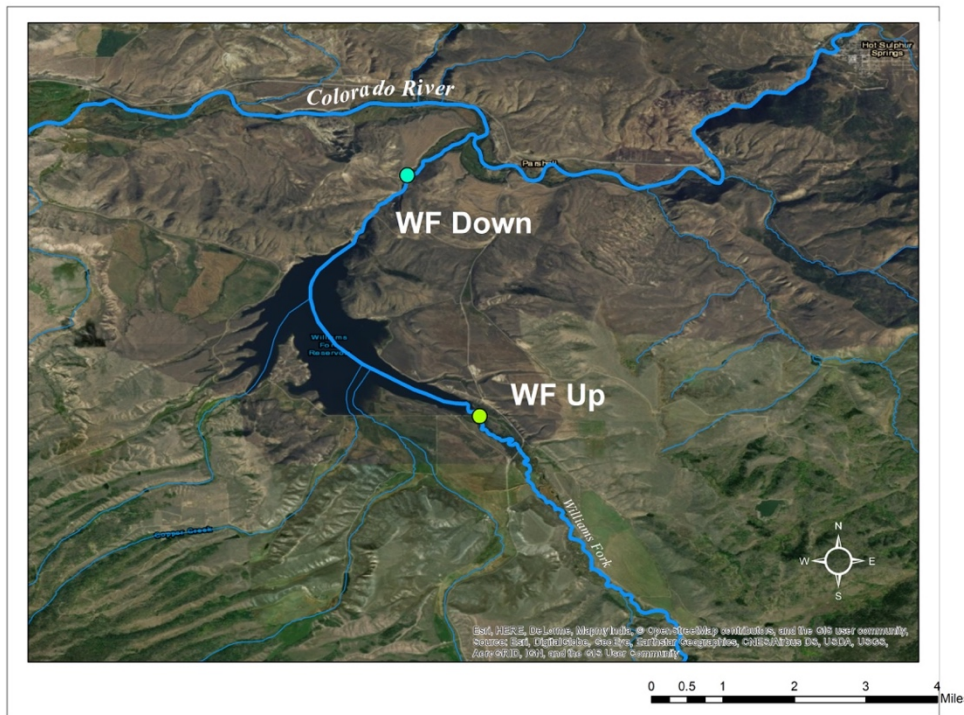 Hot Sulphur
Springs
Colorado River
Parshall
WF Down
Williams
Fork
WF Up
Williams Fork
N
W E
S
Esri, HERE, DeLorme, MapmyIndia, © OpenStreetMap contributors, and the GIS user community,
Source: Esri, DigitalGlobe, GeoEye, Earthstar Geographics, CNES/Airbus DS, USDA, USGS,
AeroGRID, IGN, and the GIS User Community
0 0.5 1 2 3 4
Miles